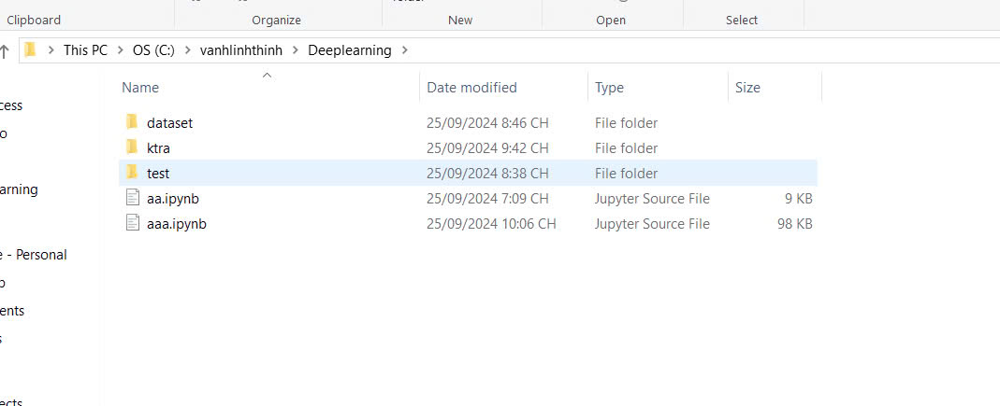 Clipboard Organize New Open Select
This PC > OS (C:) > vanhlinhthinh > Deeplearning >
Name Date modified Type Size
dataset 25/09/2024 8:46 CH File folder
ktra 25/09/2024 9:42 CH File folder
test 25/09/2024 8:38 CH File folder
aa.ipynb 25/09/2024 7:09 CH Jupyter Source File 9 KB
aaa.ipynb 25/09/2024 10:06 CH Jupyter Source File 98 KB
cess
o
arning
e - Personal
ents
s
ects